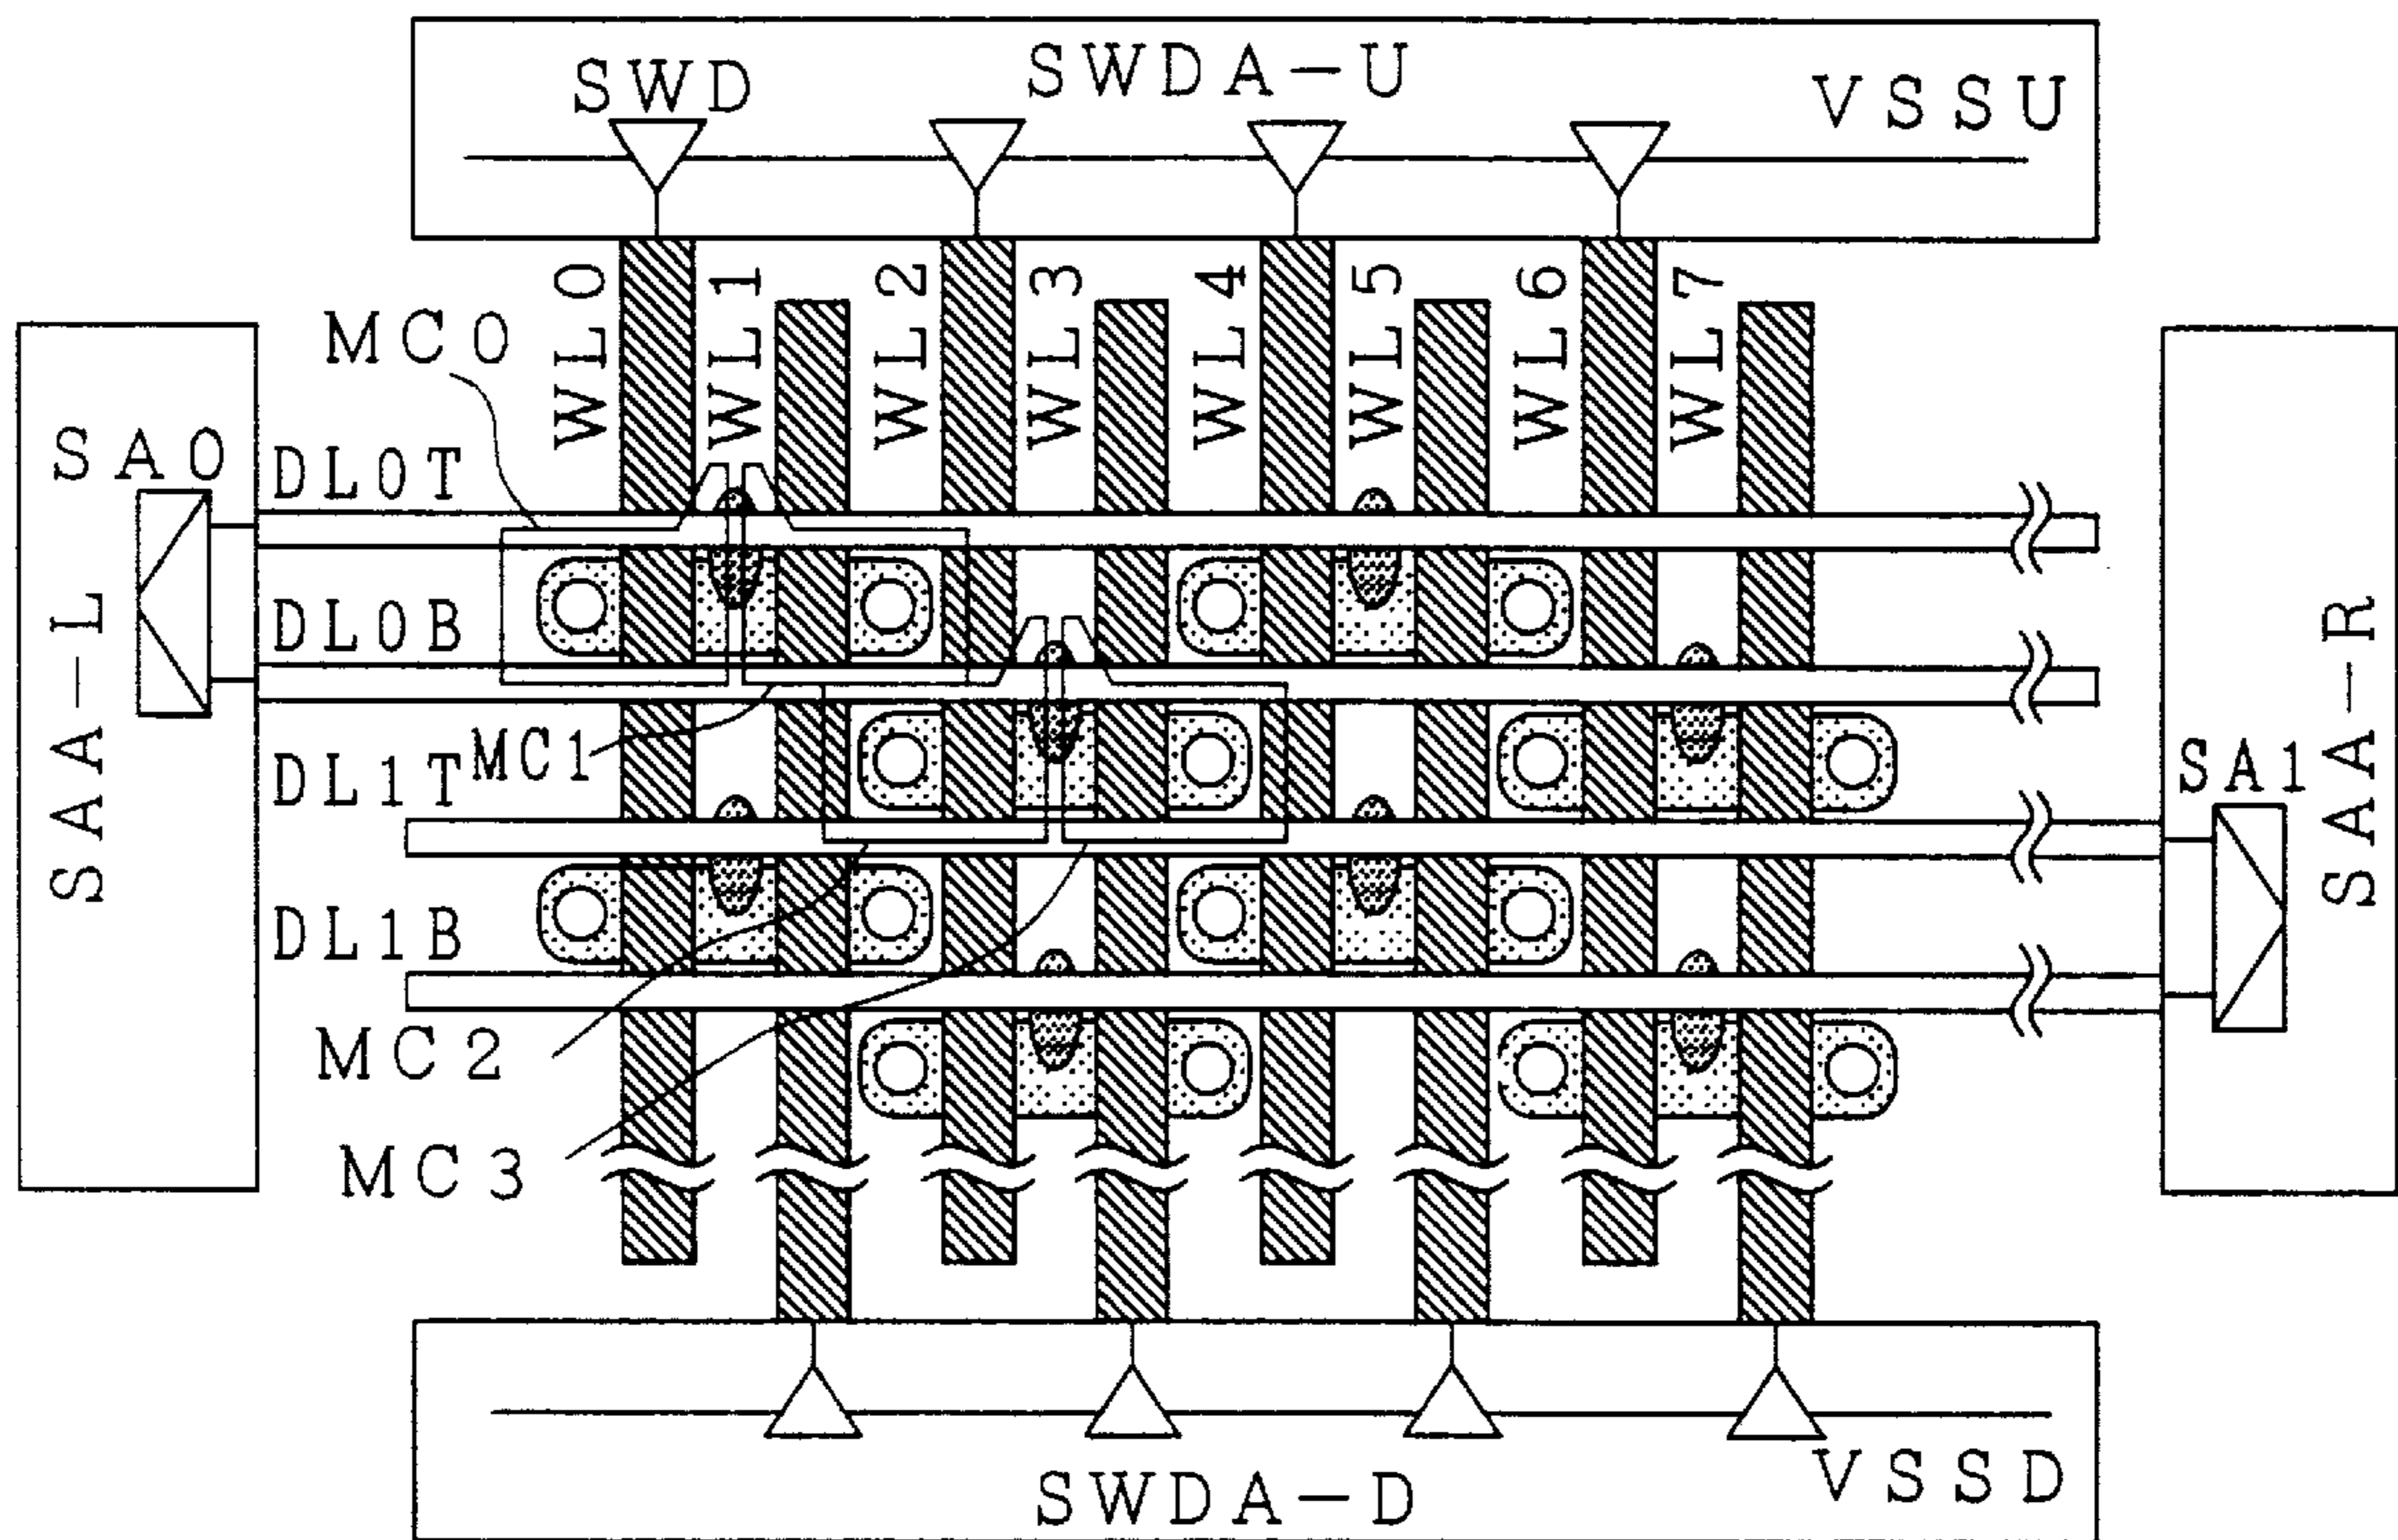 SWD
SWDA-U
VSSU
WL0
WL1
WL2
WL3
WL4
WL5
WL6
WL7
MC0
SA0
DL0T
DL0B
SAA-L
SAA-R
MC1
DL1T
SA1
DL1B
MC2
MC3
VSSD
SWDA-D